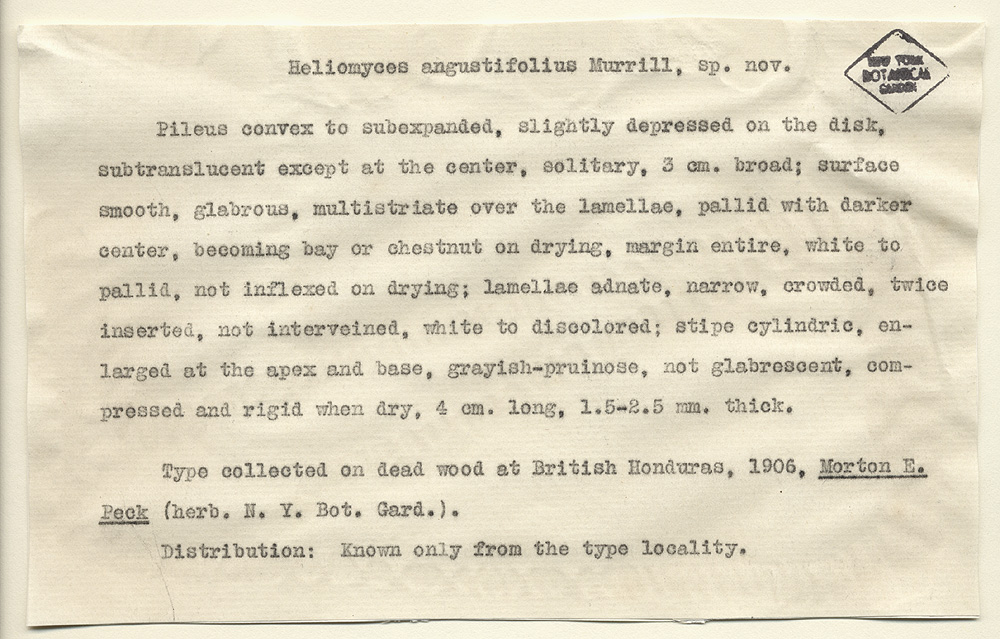 Heliomyces angustifolius Murrill, sp. nov.
NEW YORK
BOTANICAL
GARDEN
Pileus convex to subexpanded, slightly depressed on the disk,
subtranslucent except at the center, solitary, 3 cm. broad; surface
smooth, glabrous, multistriate over the lamellae, pallid with darker
center, becoming bay or chestnut on drying, margin entire, white to
pallid, not inflexed on drying; lamellae adnate, narrow, crowded, twice
inserted, not interveined, white to discolored; stipe cylindric, en-
larged at the apex and base, grayish-pruinose, not glabrescent, com-
pressed and rigid when dry, 4 cm. long, 1.5-2.5 mm. thick.
Type collected on dead wood at British Honduras, 1906, Morton E.
Peck (herb. N. Y. Bot. Gard.).
Distribution: Known only from the type locality.